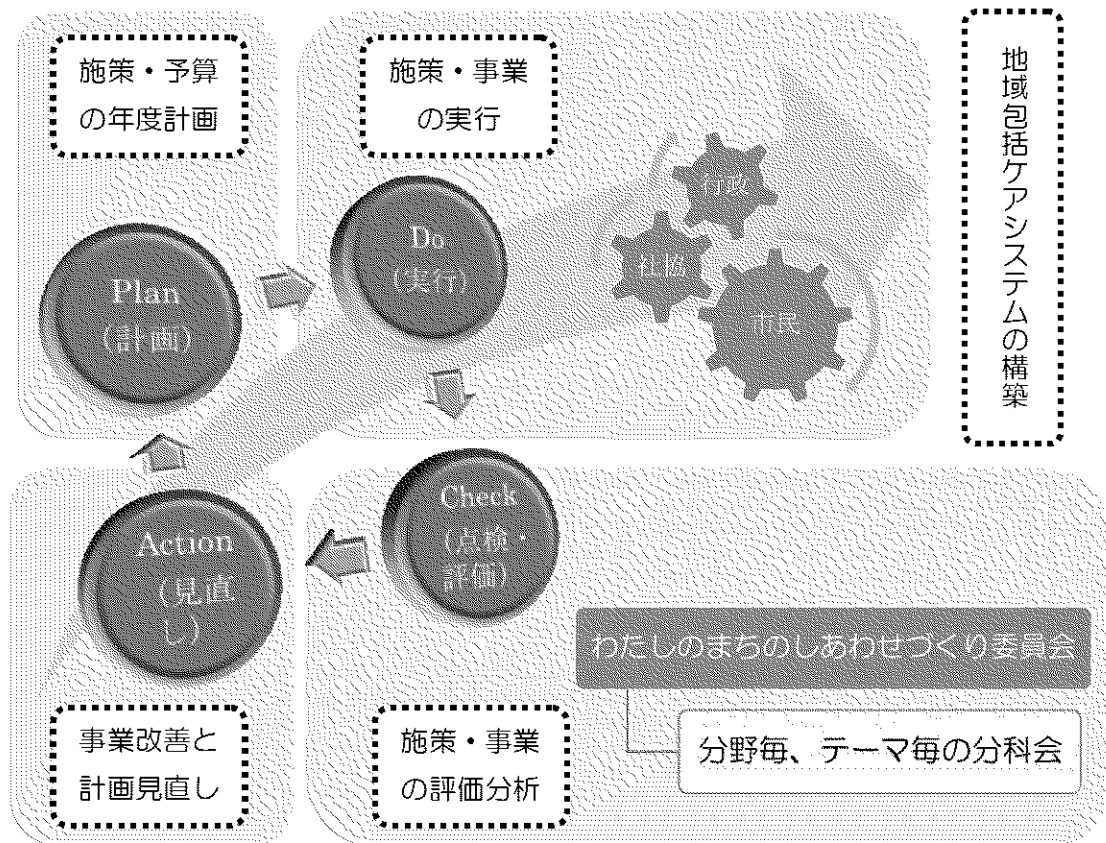 施策・予算
の年度計画
Plan
（計画）
施策・事業
の実行
Do
（実行）
行政
社協
市民
地域包括ケアシステムの構築
Check
（点検・
評価）
施策・事業
の評価分析
わたしのまちのしあわせづくり委員会
分野毎、テーマ毎の分科会
Action
（見直
し）
事業改善と
計画見直し